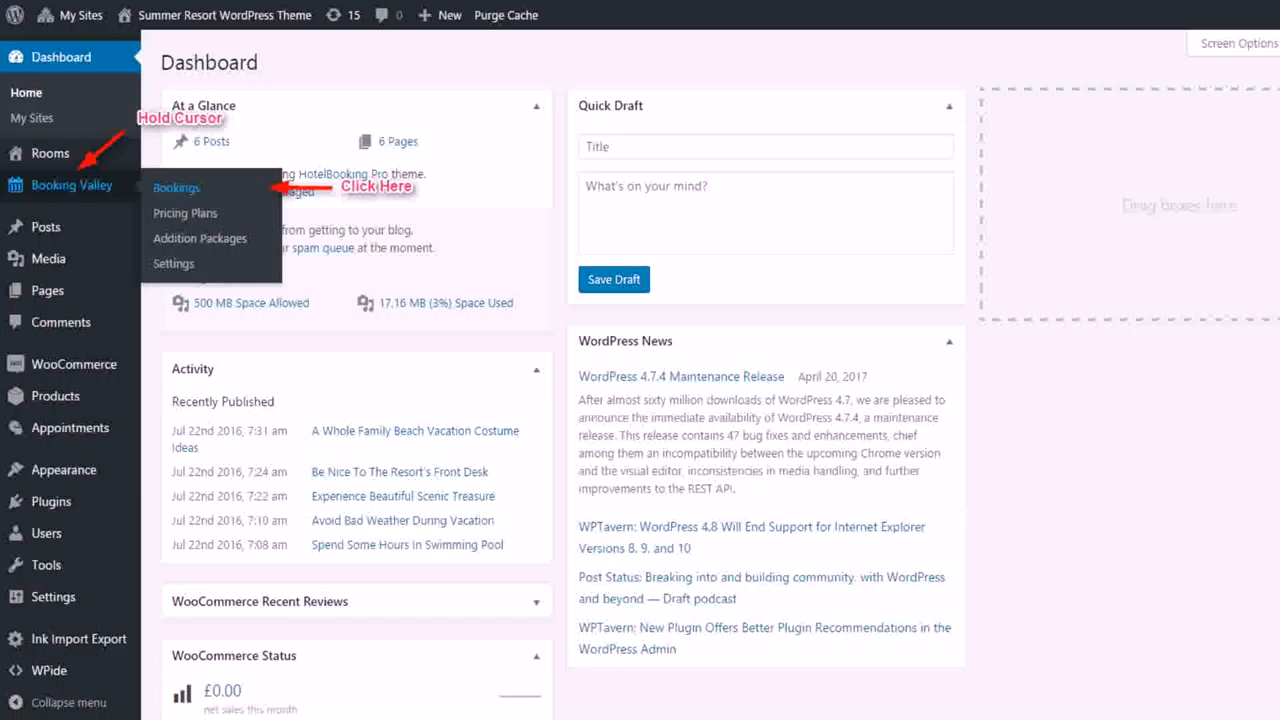 My Sites
Summer Resort WordPress Theme
15
0
New
Purge Cache
Dashboard
Home
My Sites
Hold Cursor
Rooms
Booking Valley
Bookings
Click Here
Pricing Plans
Addition Packages
Settings
Posts
Media
Pages
Comments
WooCommerce
Products
Appointments
Appearance
Plugins
Users
Tools
Settings
Ink Import Export
WPide
Collapse menu
Screen Options
Dashboard
At a Glance
6 Posts
6 Pages
HotelBooking Pro theme.
from getting to your blog.
spam queue at the moment.
500 MB Space Allowed
17.16 MB (3%) Space Used
Activity
Recently Published
Jul 22nd 2016, 7:31 am A Whole Family Beach Vacation Costume
Ideas
Jul 22nd 2016, 7:24 am Be Nice To The Resort's Front Desk
Jul 22nd 2016, 7:22 am Experience Beautiful Scenic Treasure
Jul 22nd 2016, 7:10 am Avoid Bad Weather During Vacation
Jul 22nd 2016, 7:08 am Spend Some Hours In Swimming Pool
WooCommerce Recent Reviews
WooCommerce Status
£0.00
net sales this month
Quick Draft
Title
What's on your mind?
Save Draft
WordPress News
WordPress 4.7.4 Maintenance Release April 20, 2017
After almost sixty million downloads of WordPress 4.7, we are pleased to
announce the immediate availability of WordPress 4.7.4, a maintenance
release. This release contains 47 bug fixes and enhancements, chief
among them an incompatibility between the upcoming Chrome version
and the visual editor, inconsistencies in media handling, and further
improvements to the REST API.
WPTavern: WordPress 4.8 Will End Support for Internet Explorer
Versions 8, 9, and 10
Post Status: Breaking into and building community, with WordPress
and beyond — Draft podcast
WPTavern: New Plugin Offers Better Plugin Recommendations in the
WordPress Admin
Drag boxes here